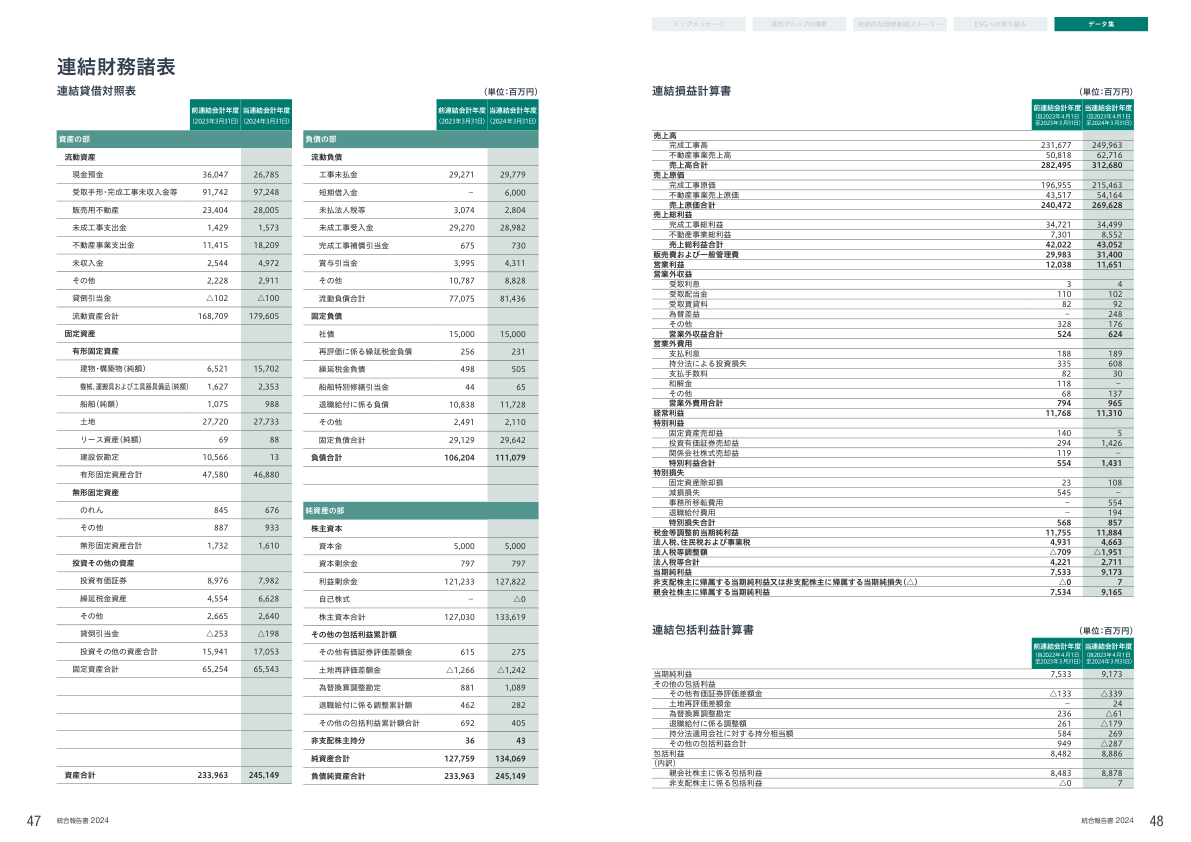 トップメッセージ　髙松グループの概要　持続的な価値創造ストーリー　ESGへの取り組み　データ集
連結財務諸表
連結貸借対照表　（単位：百万円）
前連結会計年度（2023年3月31日）　当連結会計年度（2024年3月31日）
資産の部
流動資産
現金預金　36,047　26,785
受取手形・完成工事未収入金等　91,742　97,248
販売用不動産　23,404　28,005
未成工事支出金　1,429　1,573
不動産事業支出金　11,415　18,209
未収入金　2,544　4,972
その他　2,228　2,911
貸倒引当金　△102　△100
流動資産合計　168,709　179,605
固定資産
有形固定資産
建物・構築物（純額）　6,521　15,702
機械、運搬具および工具器具備品（純額）　1,627　2,353
船舶（純額）　1,075　988
土地　27,720　27,733
リース資産（純額）　69　88
建設仮勘定　10,566　13
有形固定資産合計　47,580　46,880
無形固定資産
のれん　845　676
その他　887　933
無形固定資産合計　1,732　1,610
投資その他の資産
投資有価証券　8,976　7,982
繰延税金資産　4,554　6,628
その他　2,665　2,640
貸倒引当金　△253　△198
投資その他の資産合計　15,941　17,053
固定資産合計　65,254　65,543
資産合計　233,963　245,149
前連結会計年度（2023年3月31日）　当連結会計年度（2024年3月31日）
負債の部
流動負債
工事未払金　29,271　29,779
短期借入金　−　6,000
未払法人税等　3,074　2,804
未成工事受入金　29,270　28,982
完成工事補償引当金　675　730
賞与引当金　3,995　4,311
その他　10,787　8,828
流動負債合計　77,075　81,436
固定負債
社債　15,000　15,000
再評価に係る繰延税金負債　256　231
繰延税金負債　498　505
船舶特別修繕引当金　44　65
退職給付に係る負債　10,838　11,728
その他　2,491　2,110
固定負債合計　29,129　29,642
負債合計　106,204　111,079
純資産の部
株主資本
資本金　5,000　5,000
資本剰余金　797　797
利益剰余金　121,233　127,822
自己株式　−　△0
株主資本合計　127,030　133,619
その他の包括利益累計額
その他有価証券評価差額金　615　275
土地再評価差額金　△1,266　△1,242
為替換算調整勘定　881　1,089
退職給付に係る調整累計額　462　282
その他の包括利益累計額合計　692　405
非支配株主持分　36　43
純資産合計　127,759　134,069
負債純資産合計　233,963　245,149
47　統合報告書 2024
連結損益計算書　（単位：百万円）
前連結会計年度（自2022年4月1日 至2023年3月31日）　当連結会計年度（自2023年4月1日 至2024年3月31日）
売上高
完成工事高　231,677　249,963
不動産事業売上高　50,818　62,716
売上高合計　282,495　312,680
売上原価
完成工事原価　196,955　215,463
不動産事業売上原価　43,517　54,164
売上原価合計　240,472　269,628
売上総利益
完成工事総利益　34,721　34,499
不動産事業総利益　7,301　8,552
売上総利益合計　42,022　43,052
販売費および一般管理費　29,983　31,400
営業利益　12,038　11,651
営業外収益
受取利息　3　4
受取配当金　110　102
受取賃貸料　82　92
為替差益　−　248
その他　328　176
営業外収益合計　524　624
営業外費用
支払利息　188　189
持分法による投資損失　335　608
支払手数料　82　30
和解金　118　−
その他　68　137
営業外費用合計　794　965
経常利益　11,768　11,310
特別利益
固定資産売却益　140　5
投資有価証券売却益　294　1,426
関係会社株式売却益　119　−
特別利益合計　554　1,431
特別損失
固定資産除却損　23　108
減損損失　545　−
事務所移転費用　−　554
退職給付費用　−　194
特別損失合計　568　857
税金等調整前当期純利益　11,755　11,884
法人税、住民税および事業税　4,931　4,663
法人税等調整額　△709　△1,951
法人税等合計　4,221　2,711
当期純利益　7,533　9,173
非支配株主に帰属する当期純利益又は非支配株主に帰属する当期純損失（△）　△0　7
親会社株主に帰属する当期純利益　7,534　9,165
連結包括利益計算書　（単位：百万円）
前連結会計年度（自2022年4月1日 至2023年3月31日）　当連結会計年度（自2023年4月1日 至2024年3月31日）
当期純利益　7,533　9,173
その他の包括利益
その他有価証券評価差額金　△133　△339
土地再評価差額金　−　24
為替換算調整勘定　236　△61
退職給付に係る調整額　261　△179
持分法適用会社に対する持分相当額　584　269
その他の包括利益合計　949　△287
包括利益　8,482　8,886
（内訳）
親会社株主に係る包括利益　8,483　8,878
非支配株主に係る包括利益　△0　7
統合報告書 2024　48